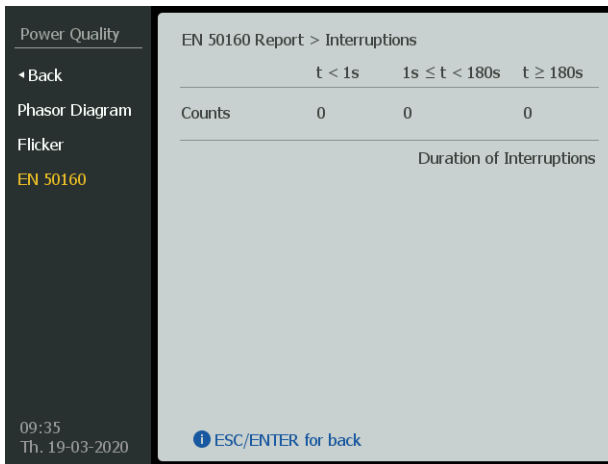 Power Quality
◂ Back
Phasor Diagram
Flicker
EN 50160
09:35
Th. 19-03-2020
EN 50160 Report > Interruptions
t < 1s 1s ≤ t < 180s t ≥ 180s
Counts 0 0 0
Duration of Interruptions
i ESC/ENTER for back